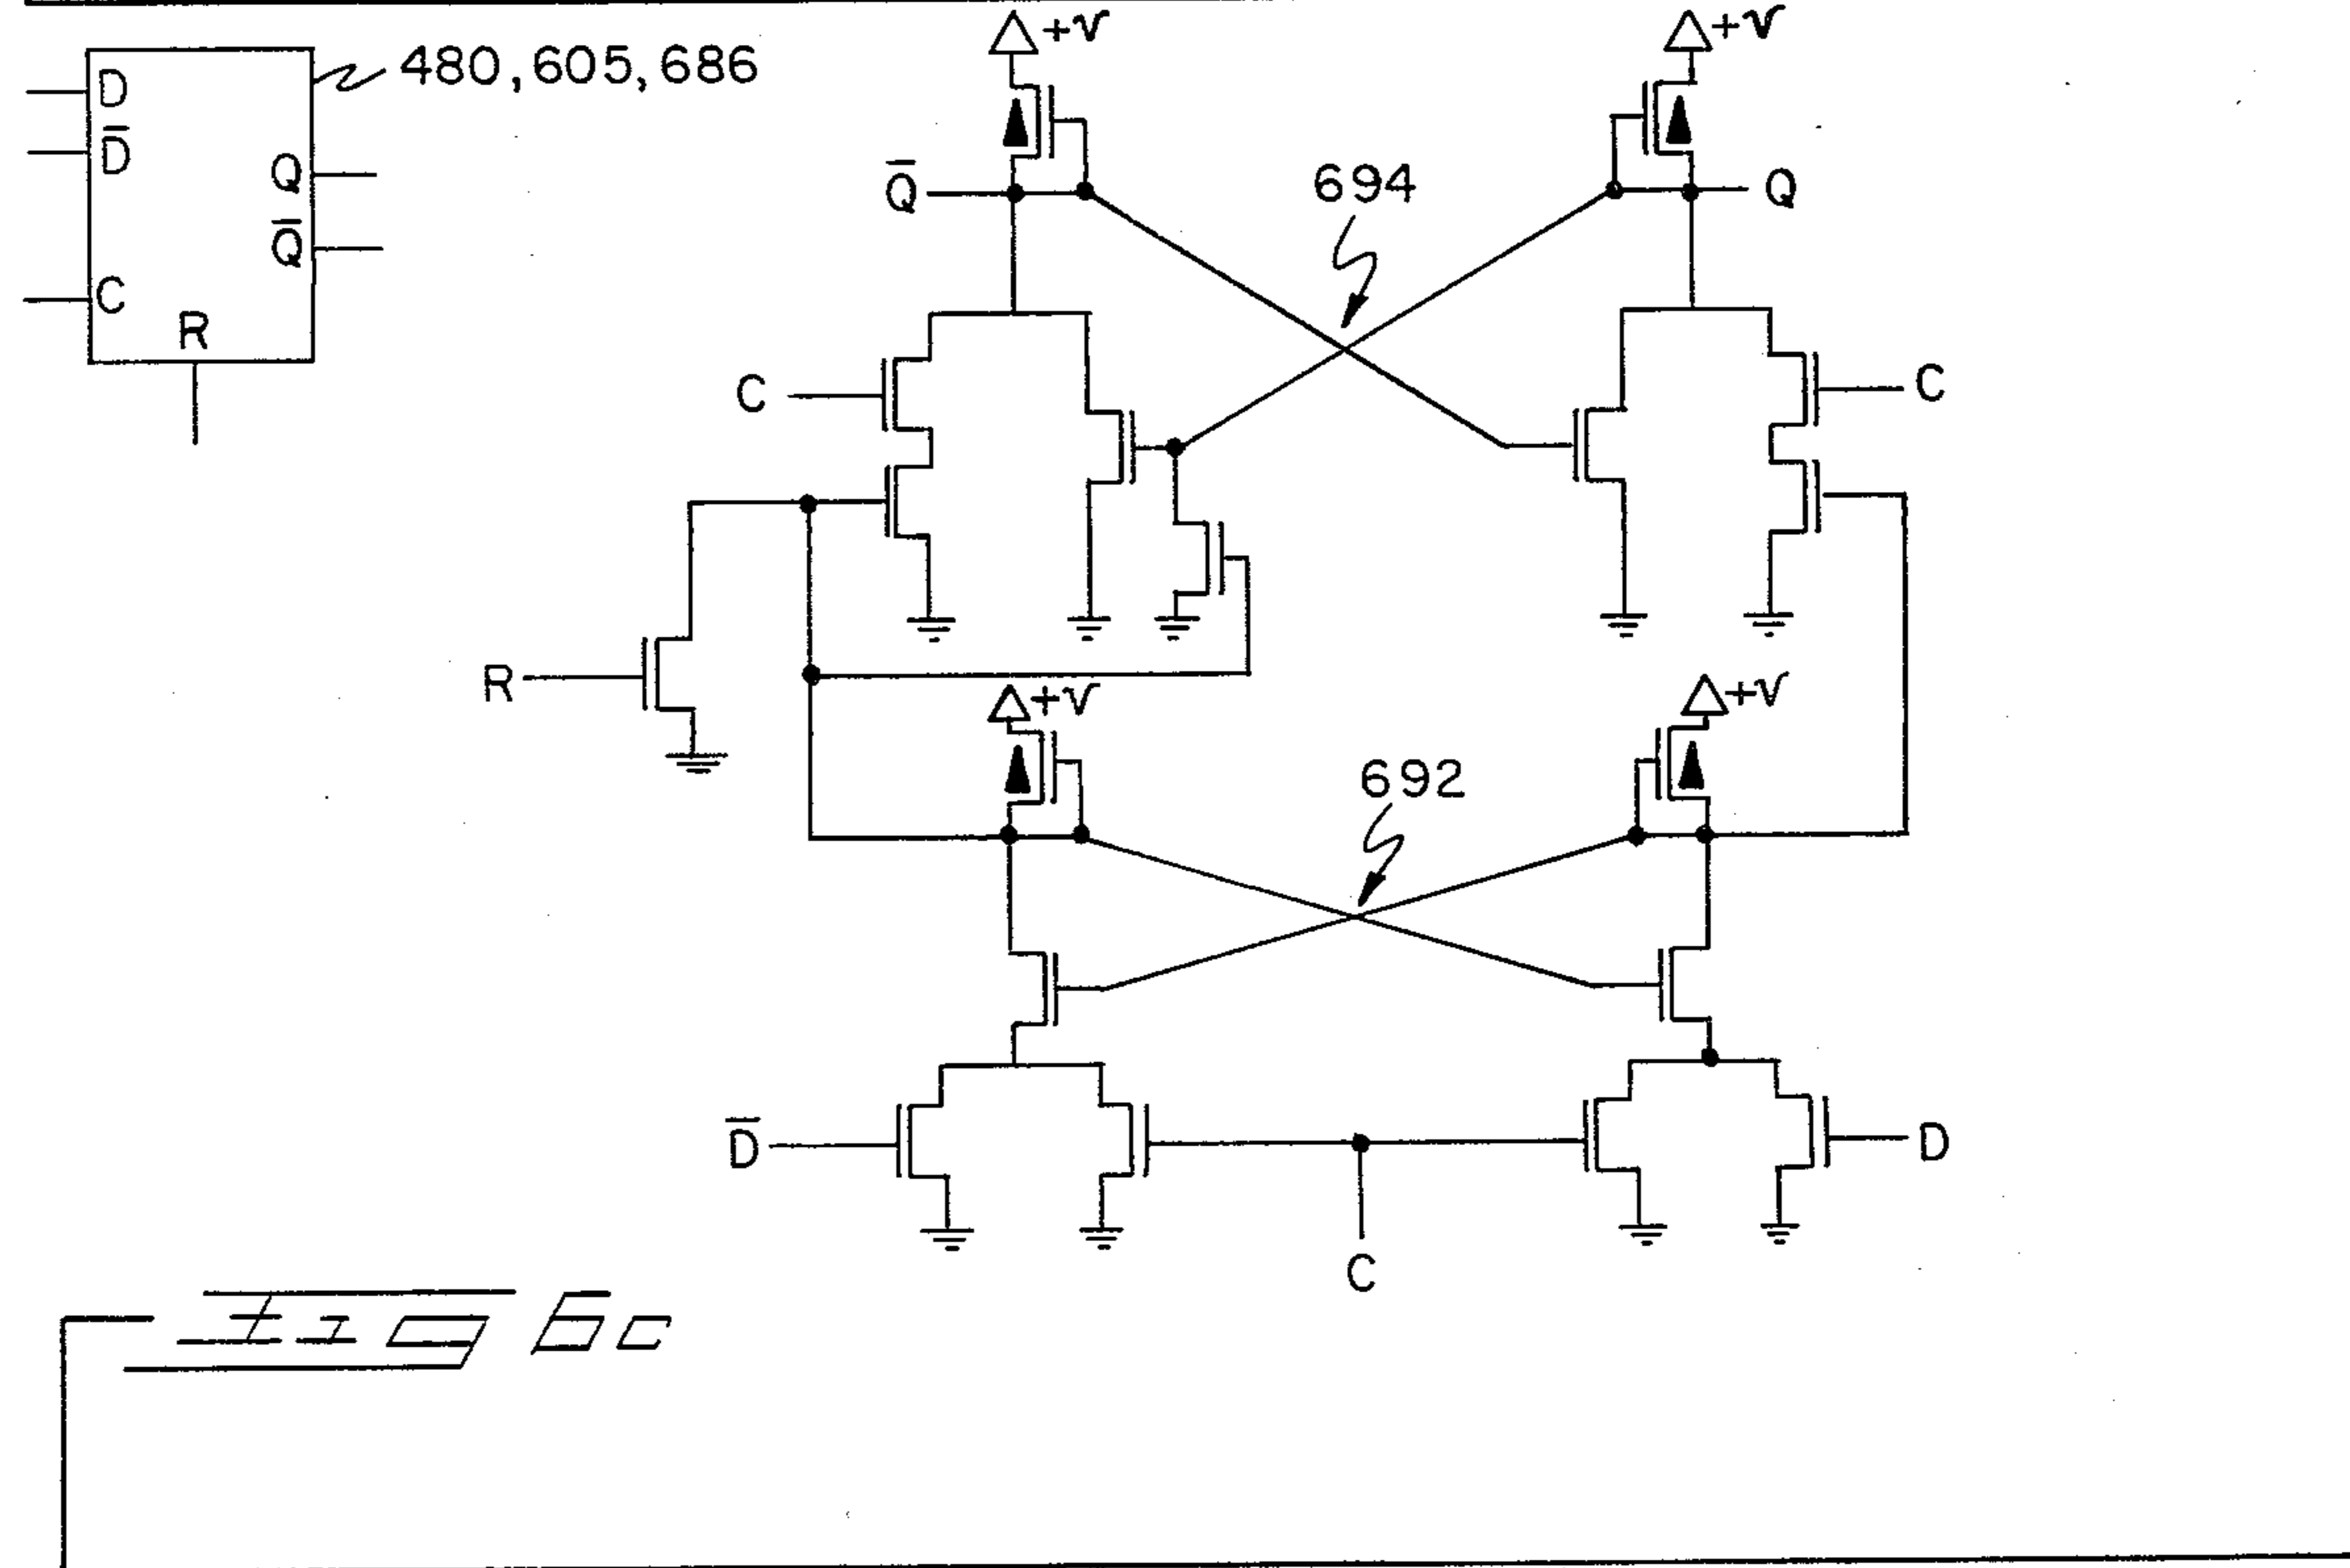 +V
+V
480,605,686
D
D̅
Q
Q̅
C
R
Q̅
694
Q
C
C
R
+V
+V
692
D̅
D
C
Fig 6c